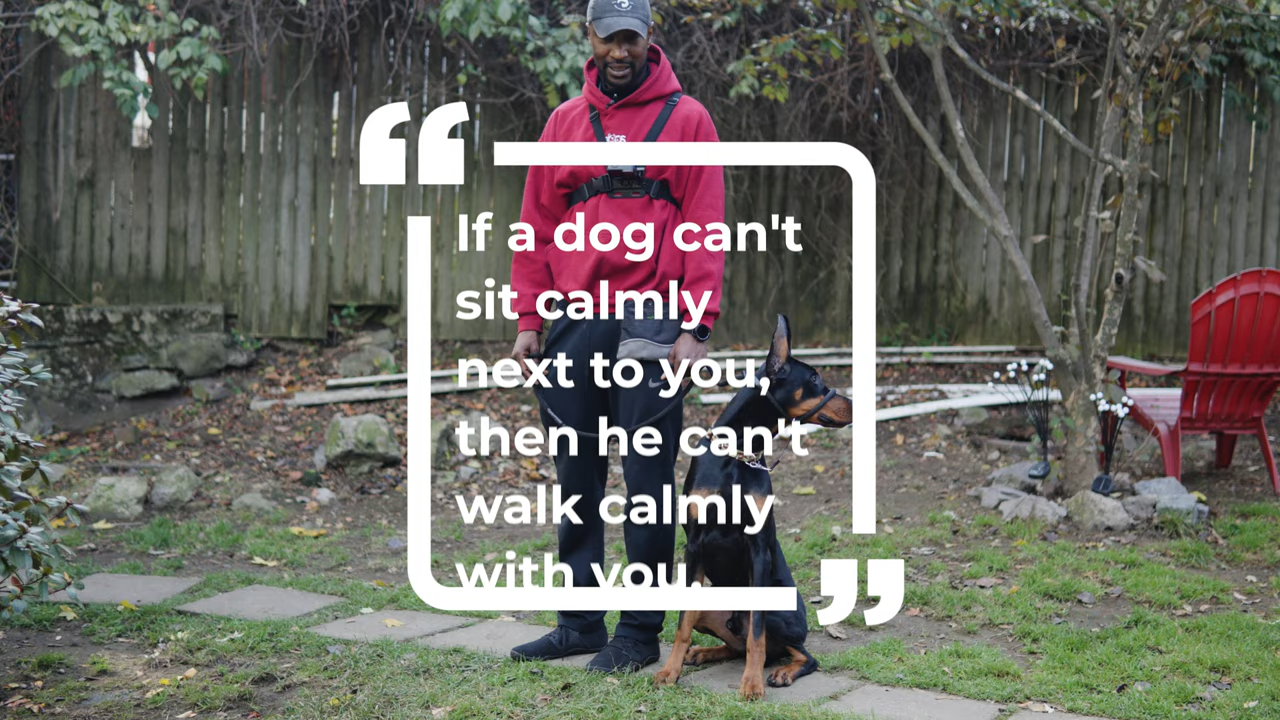 If a dog can't
sit calmly
next to you,
then he can't
walk calmly
with you.